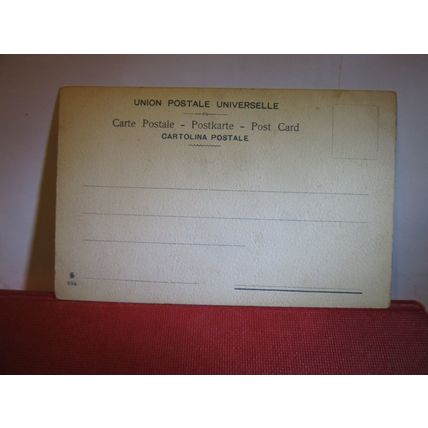 UNION POSTALE UNIVERSELLE
Carte Postale - Postkarte - Post Card
CARTOLINA POSTALE